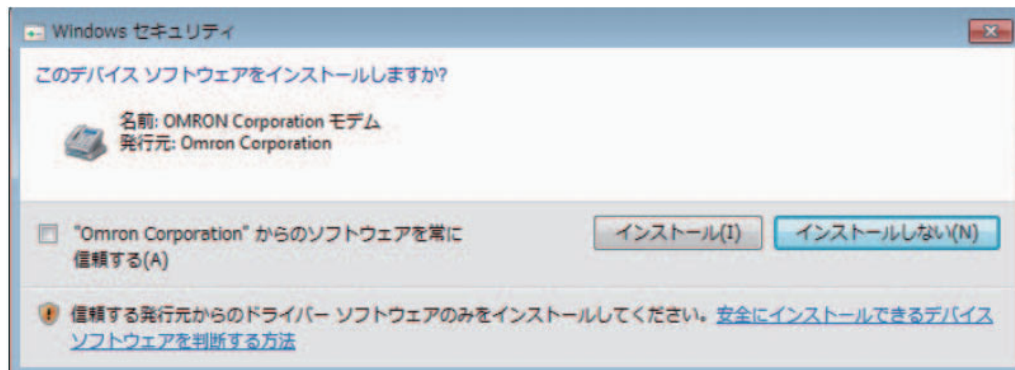 Windows セキュリティ
このデバイス ソフトウェアをインストールしますか?
名前: OMRON Corporation モデム
発行元: Omron Corporation
"Omron Corporation" からのソフトウェアを常に
信頼する(A)
インストール(I)
インストールしない(N)
信頼する発行元からのドライバー ソフトウェアのみをインストールしてください。安全にインストールできるデバイス
ソフトウェアを判断する方法